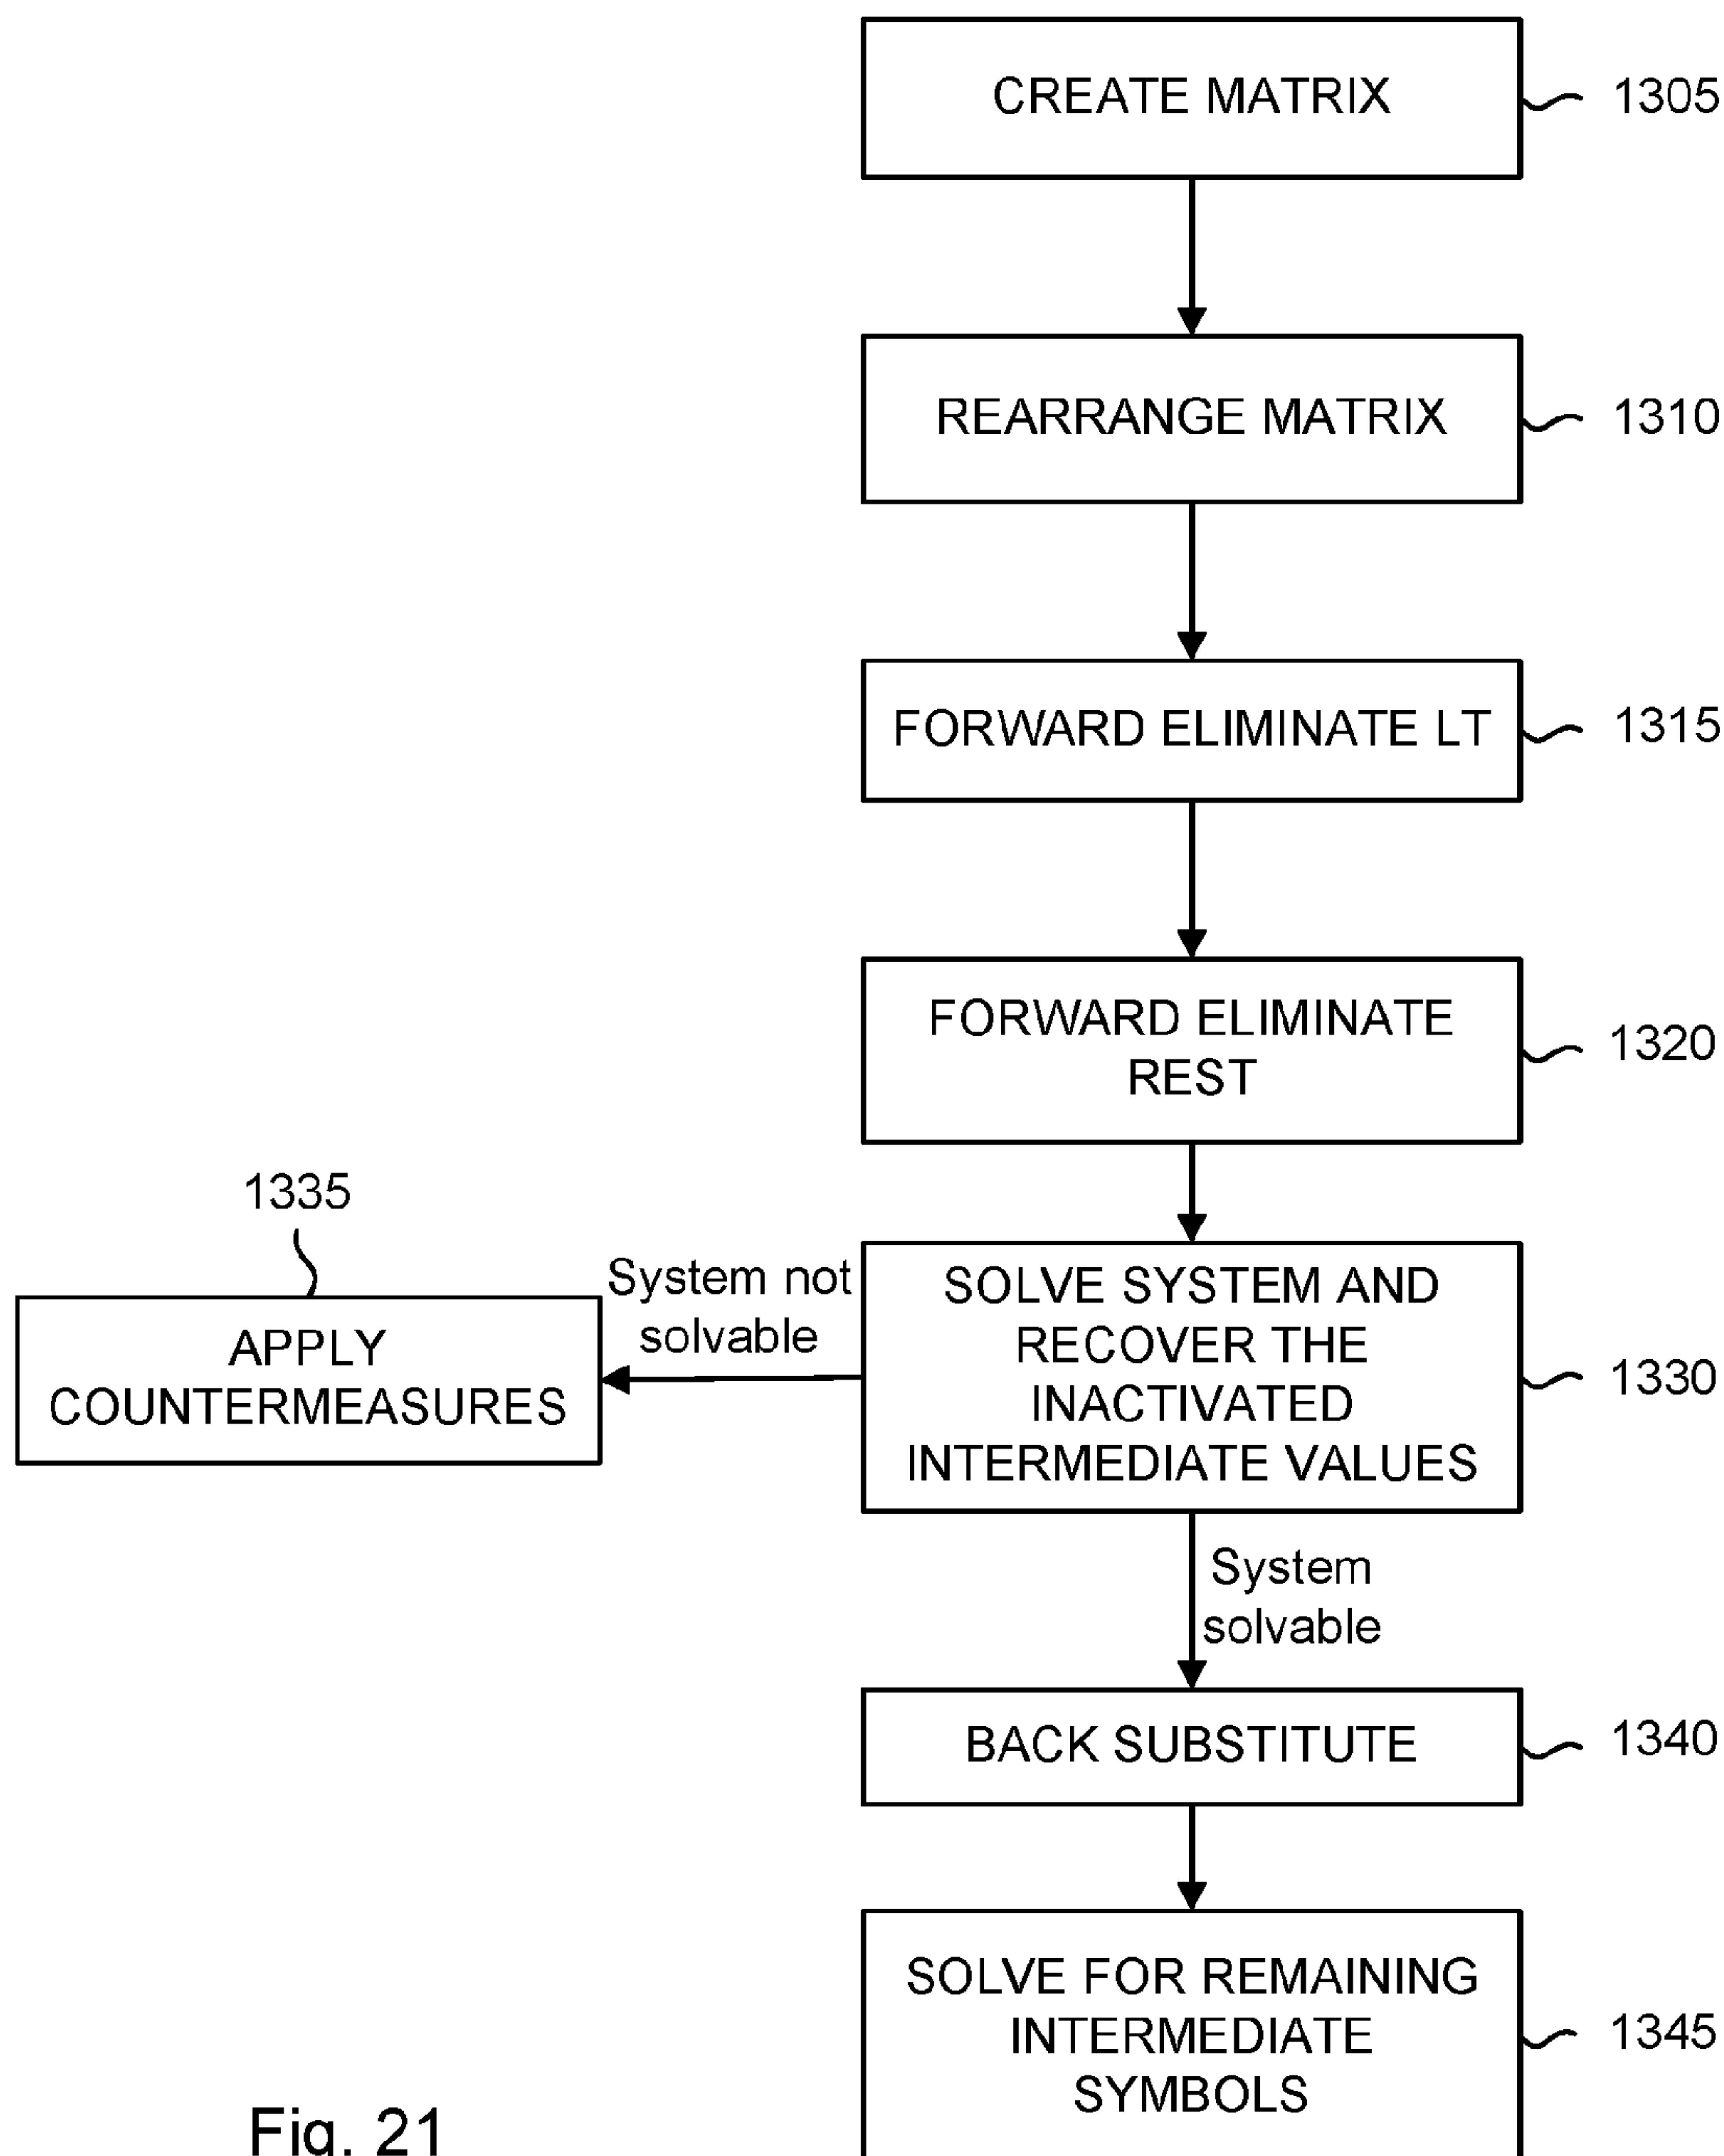 CREATE MATRIX
1305
REARRANGE MATRIX
1310
FORWARD ELIMINATE LT
1315
FORWARD ELIMINATE
REST
1320
1335
APPLY
COUNTERMEASURES
System not
solvable
SOLVE SYSTEM AND
RECOVER THE
INACTIVATED
INTERMEDIATE VALUES
1330
System
solvable
BACK SUBSTITUTE
1340
SOLVE FOR REMAINING
INTERMEDIATE
SYMBOLS
1345
Fig. 21